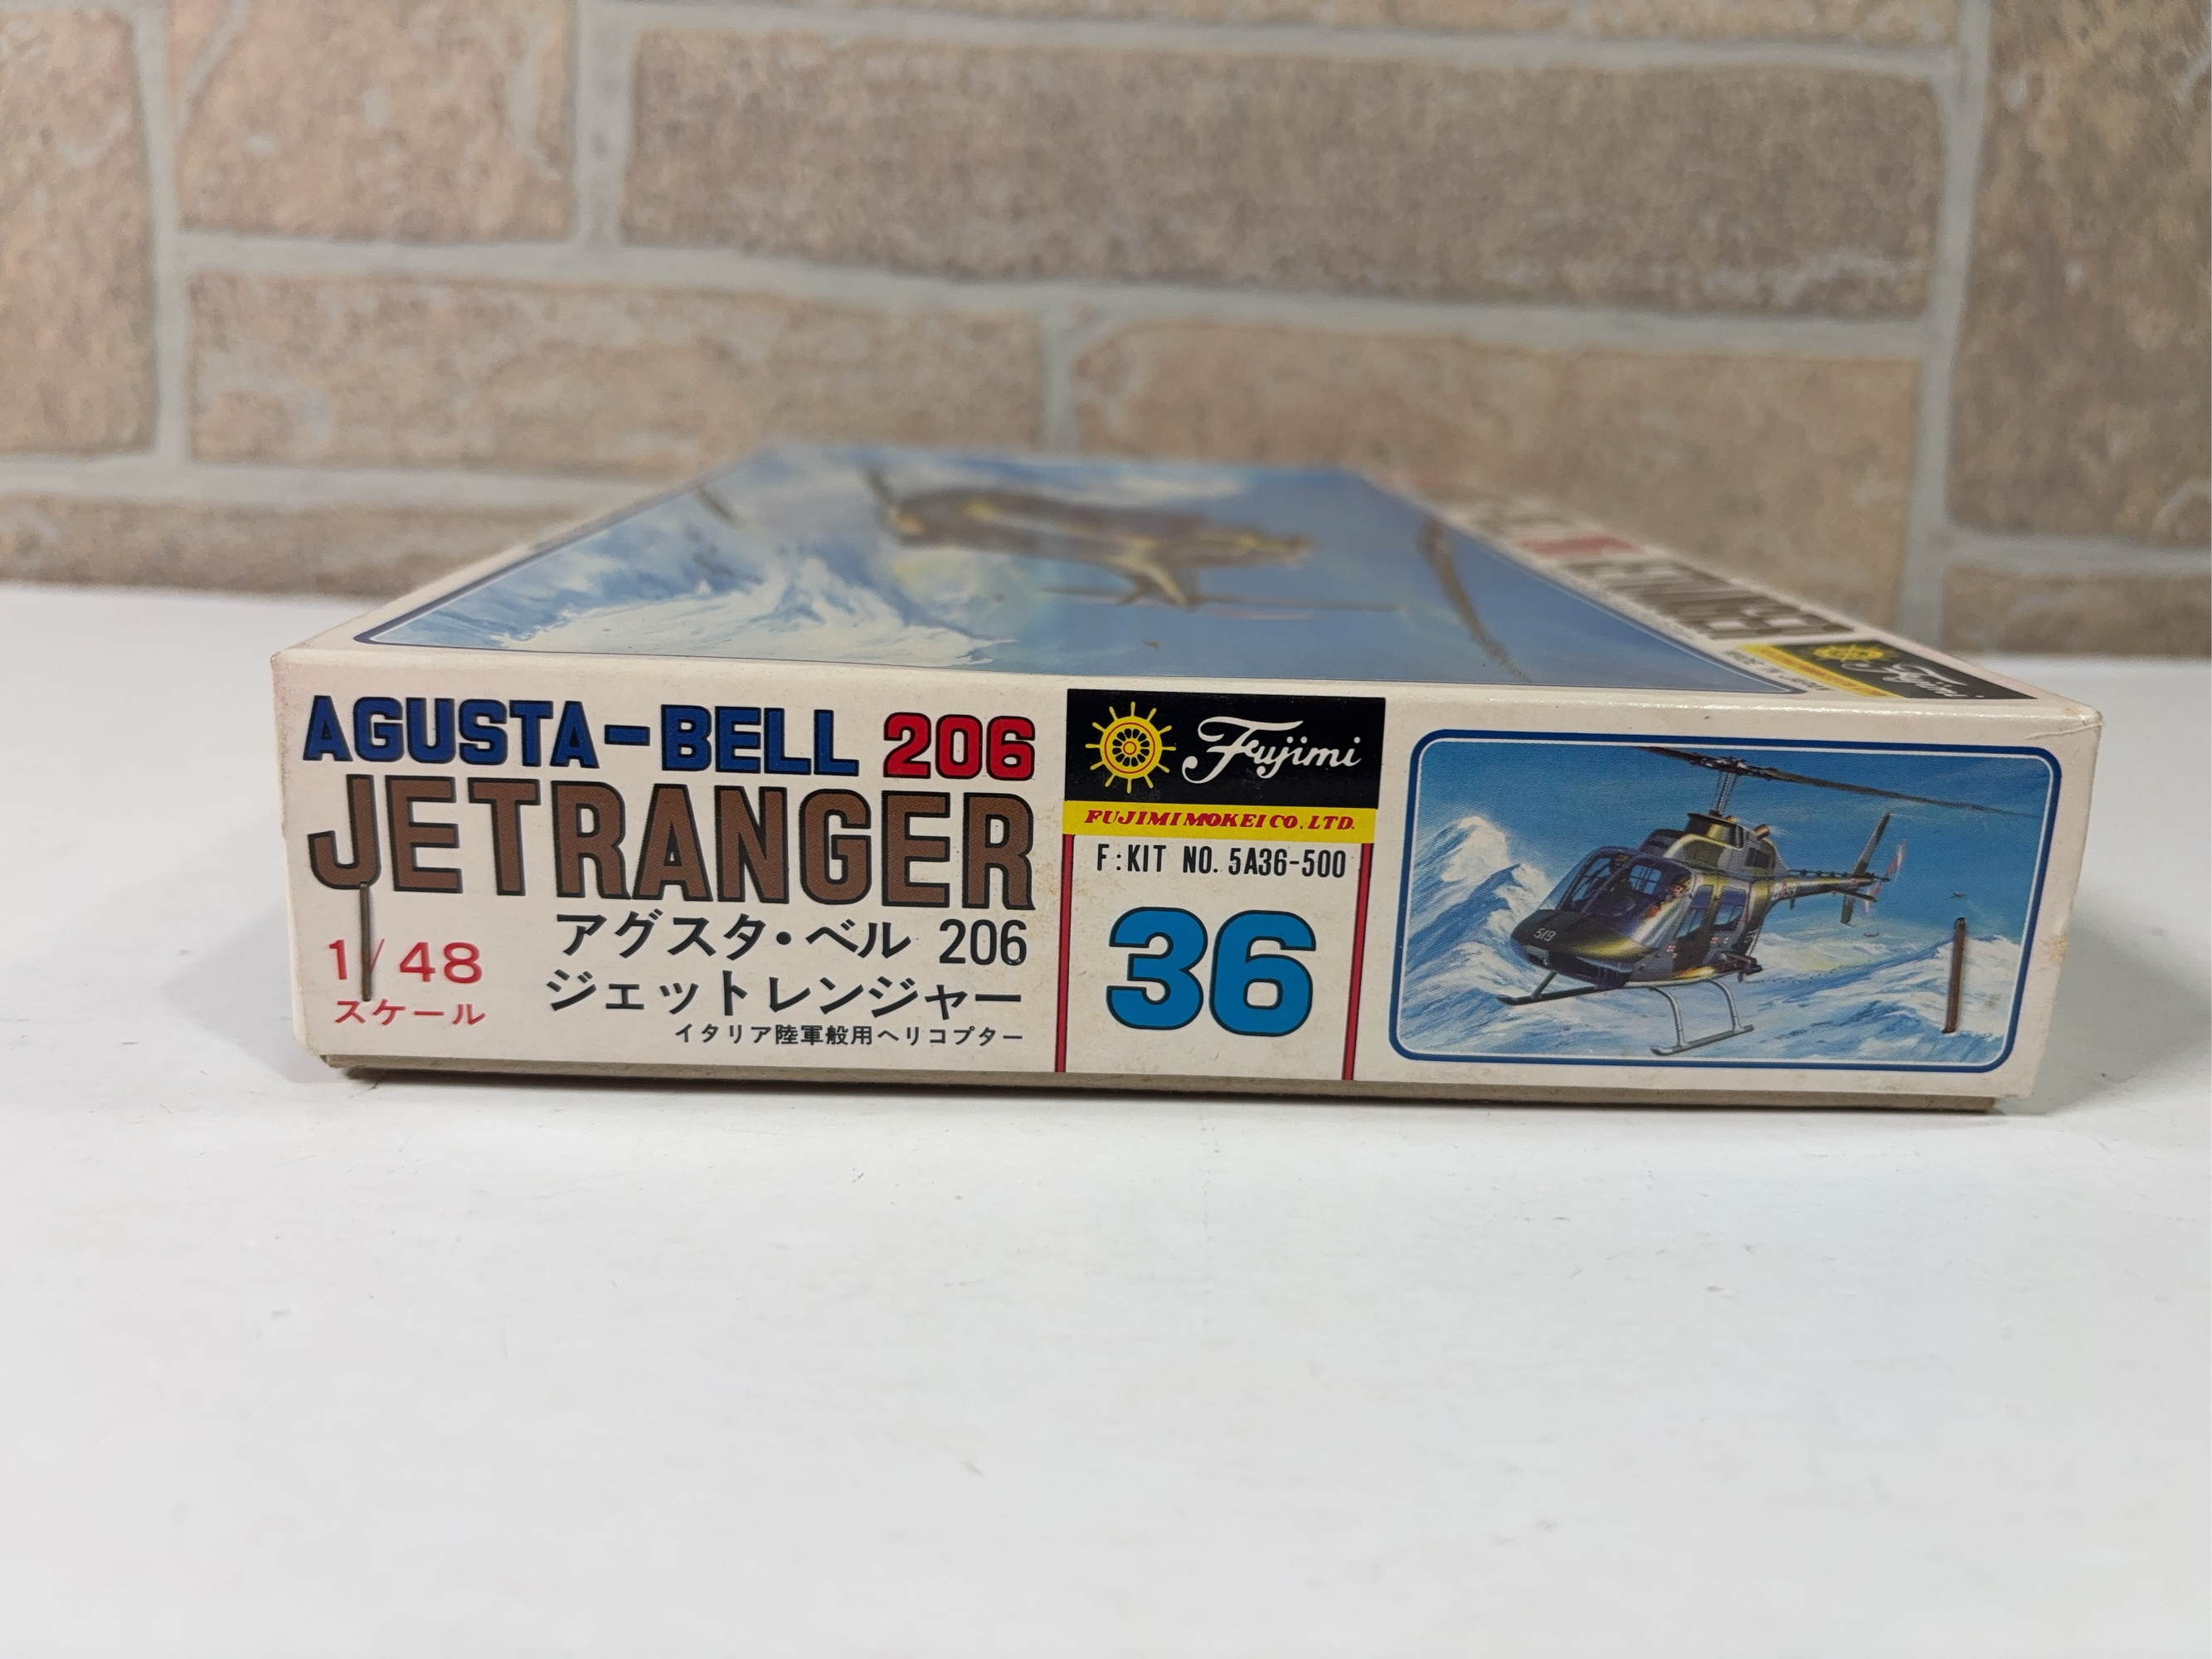 AGUSTA-BELL 206
JETRANGER
アグスタ・ベル 206
ジェットレンジャー
イタリア陸軍般用ヘリコプター
1/48
スケール
Fujimi
FUJIMI MOKEI CO. LTD.
F:KIT NO. 5A36-500
36
519
Fujimi